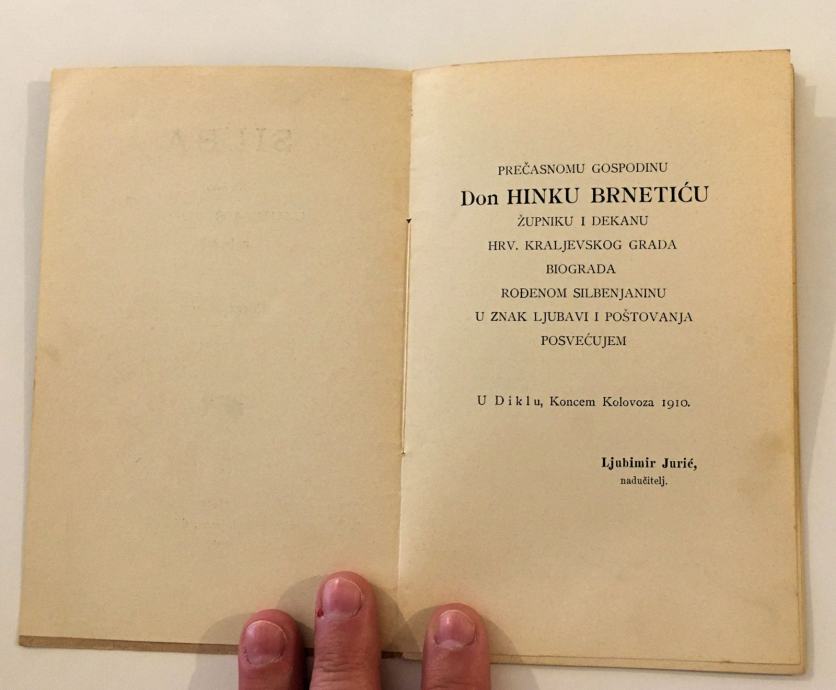 PREČASNOMU GOSPODINU
Don HINKU BRNETIĆU
ŽUPNIKU I DEKANU
HRV. KRALJEVSKOG GRADA
BIOGRADA
ROĐENOM SILBENJANINU
U ZNAK LJUBAVI I POŠTOVANJA
POSVEĆUJEM
U Diklu, Koncem Kolovoza 1910.
Ljubimir Jurić,
nadučitelj.